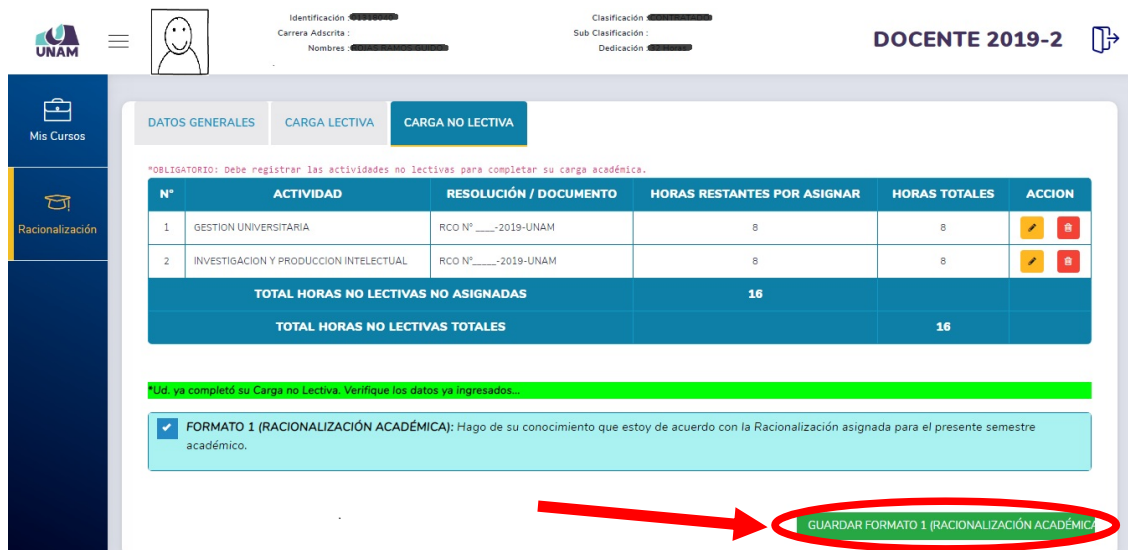 UNAM
Identificación :
Carrera Adscrita :
Nombres :
Clasificación :
Sub Clasificación :
Dedicación :
DOCENTE 2019-2
Mis Cursos
Racionalización
DATOS GENERALES CARGA LECTIVA CARGA NO LECTIVA
*OBLIGATORIO: Debe registrar las actividades no lectivas para completar su carga académica.
N° ACTIVIDAD RESOLUCIÓN / DOCUMENTO HORAS RESTANTES POR ASIGNAR HORAS TOTALES ACCION
1 GESTION UNIVERSITARIA RCO N° ____-2019-UNAM 8 8
2 INVESTIGACION Y PRODUCCION INTELECTUAL RCO N°_____-2019-UNAM 8 8
TOTAL HORAS NO LECTIVAS NO ASIGNADAS 16
TOTAL HORAS NO LECTIVAS TOTALES 16
*Ud. ya completó su Carga no Lectiva. Verifique los datos ya ingresados...
FORMATO 1 (RACIONALIZACIÓN ACADÉMICA): Hago de su conocimiento que estoy de acuerdo con la Racionalización asignada para el presente semestre
académico.
GUARDAR FORMATO 1 (RACIONALIZACIÓN ACADÉMICA